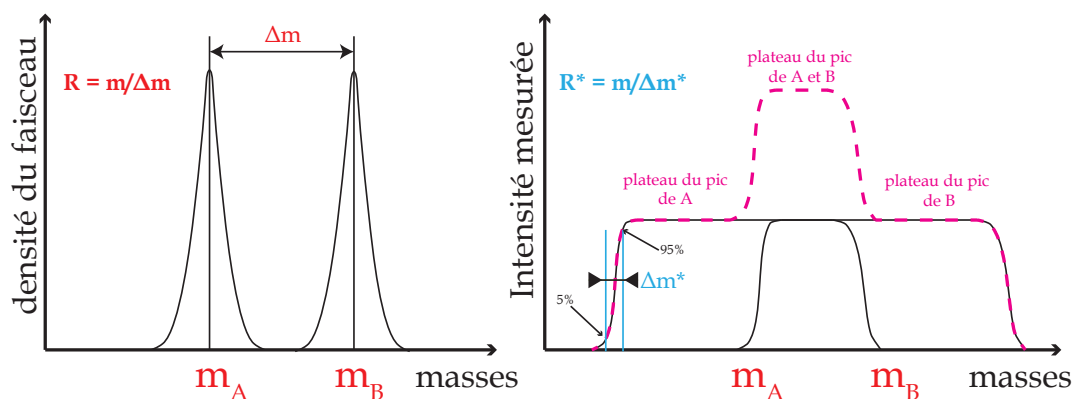 densité du faisceau
R = m/Δm
Δm
m_A
m_B
masses
Intensité mesurée
R* = m/Δm*
plateau du pic
de A et B
plateau du pic
de A
plateau du pic
de B
95%
Δm*
5%
m_A
m_B
masses